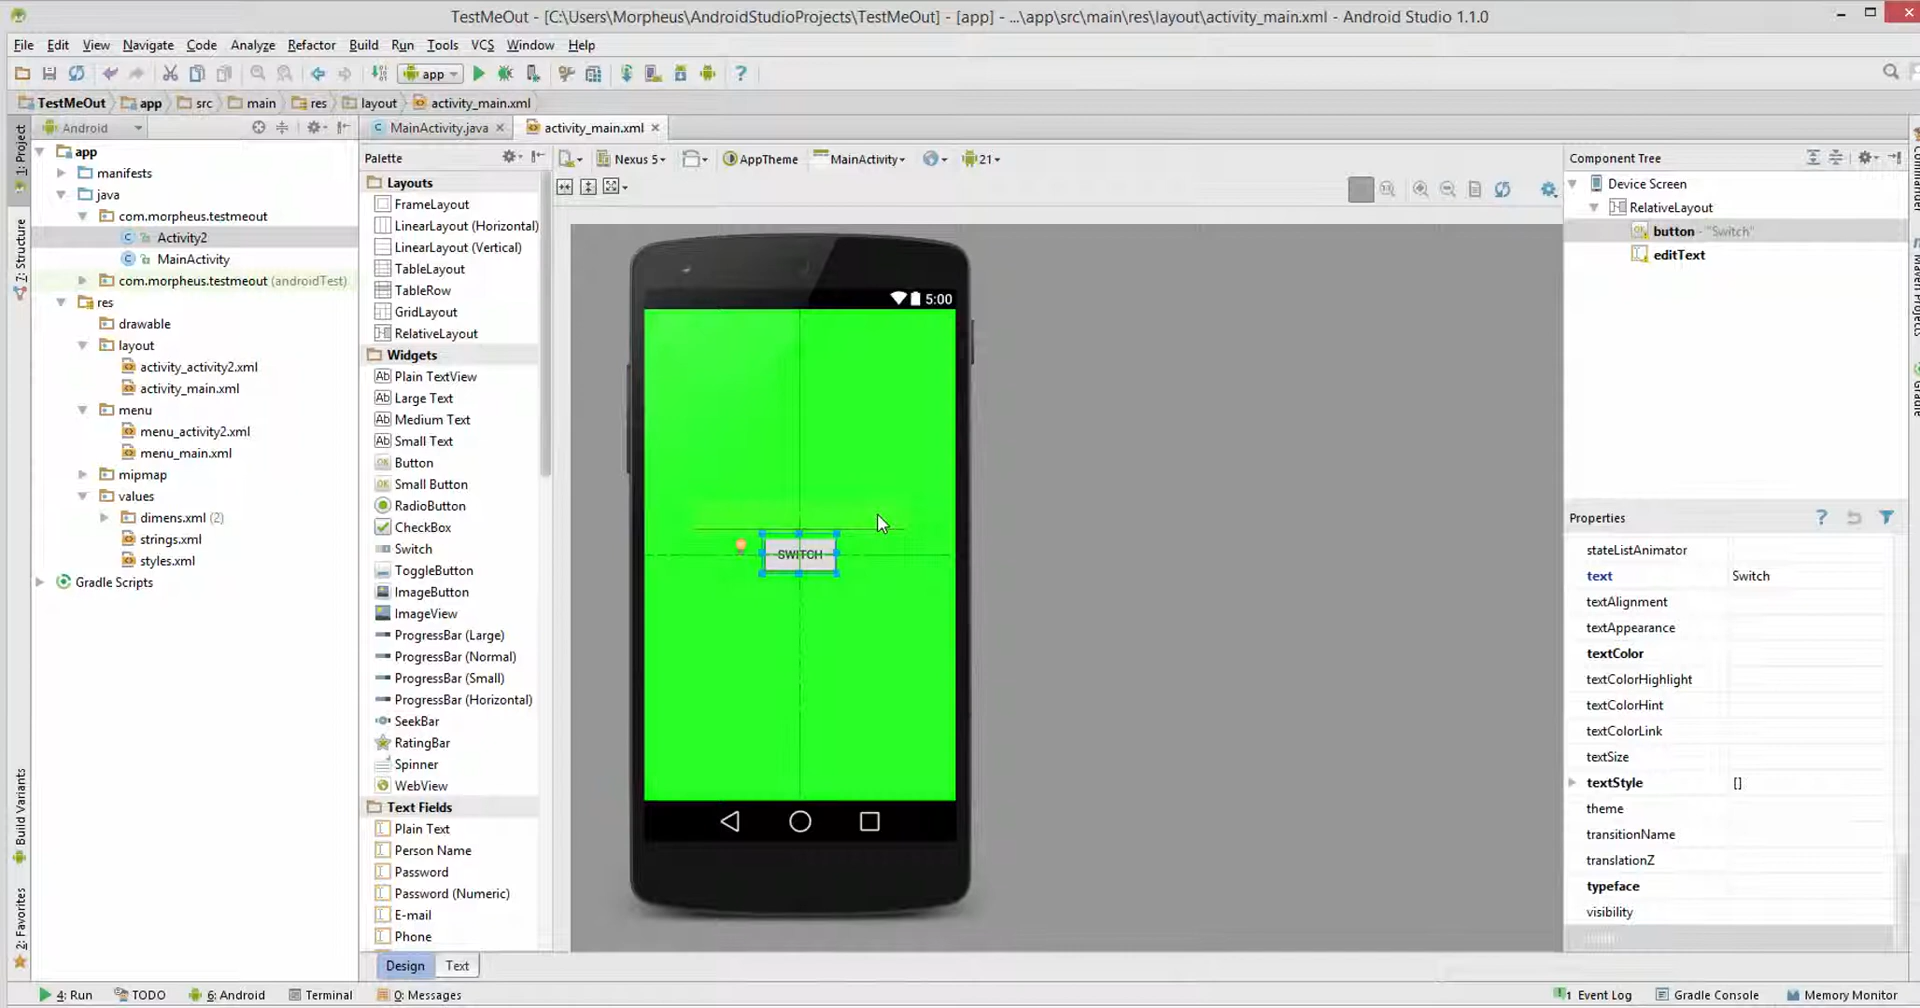 TestMeOut - [C:\Users\Morpheus\AndroidStudioProjects\TestMeOut] - [app] - ...\app\src\main\res\layout\activity_main.xml - Android Studio 1.1.0
File Edit View Navigate Code Analyze Refactor Build Run Tools VCS Window Help
app
TestMeOut app src main res layout activity_main.xml
1: Project
7: Structure
Build Variants
2: Favorites
Android
app
manifests
java
com.morpheus.testmeout
Activity2
MainActivity
com.morpheus.testmeout (androidTest)
res
drawable
layout
activity_activity2.xml
activity_main.xml
menu
menu_activity2.xml
menu_main.xml
mipmap
values
dimens.xml (2)
strings.xml
styles.xml
Gradle Scripts
MainActivity.java activity_main.xml
Palette
Layouts
FrameLayout
LinearLayout (Horizontal)
LinearLayout (Vertical)
TableLayout
TableRow
GridLayout
RelativeLayout
Widgets
Plain TextView
Large Text
Medium Text
Small Text
Button
Small Button
RadioButton
CheckBox
Switch
ToggleButton
ImageButton
ImageView
ProgressBar (Large)
ProgressBar (Normal)
ProgressBar (Small)
ProgressBar (Horizontal)
SeekBar
RatingBar
Spinner
WebView
Text Fields
Plain Text
Person Name
Password
Password (Numeric)
E-mail
Phone
Design Text
Nexus 5 AppTheme MainActivity 21
5:00
SWITCH
Component Tree
Device Screen
RelativeLayout
button - "Switch"
editText
Properties
stateListAnimator
text Switch
textAlignment
textAppearance
textColor
textColorHighlight
textColorHint
textColorLink
textSize
textStyle []
theme
transitionName
translationZ
typeface
visibility
Commander
Maven Projects
Gradle
4: Run TODO 6: Android Terminal 0: Messages
1 Event Log Gradle Console Memory Monitor